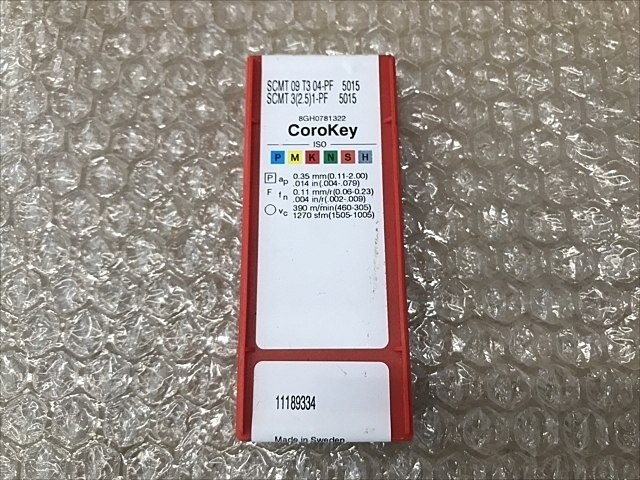 SCMT 09 T3 04-PF 5015
SCMT 3(2.5)1-PF 5015
8GH0781322
CoroKey
ISO
P M K N S H
P ap 0.35 mm(0.11-2.00)
.014 in(.004-.079)
F fn 0.11 mm/r(0.06-0.23)
.004 in/r(.002-.009)
vc 390 m/min(460-305)
1270 sfm(1505-1005)
11189334
Made in Sweden